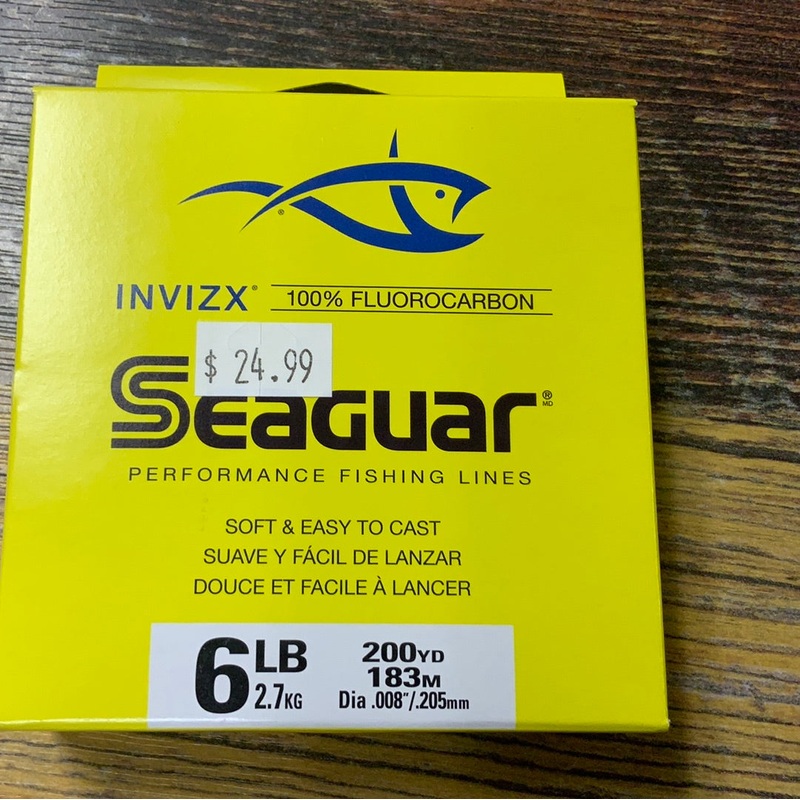 INVIZX® 100% FLUOROCARBON
$ 24.99
SEAGUAR®
MD
PERFORMANCE FISHING LINES
SOFT & EASY TO CAST
SUAVE Y FÁCIL DE LANZAR
DOUCE ET FACILE À LANCER
6LB 200YD
2.7KG 183M
Dia .008"/.205mm